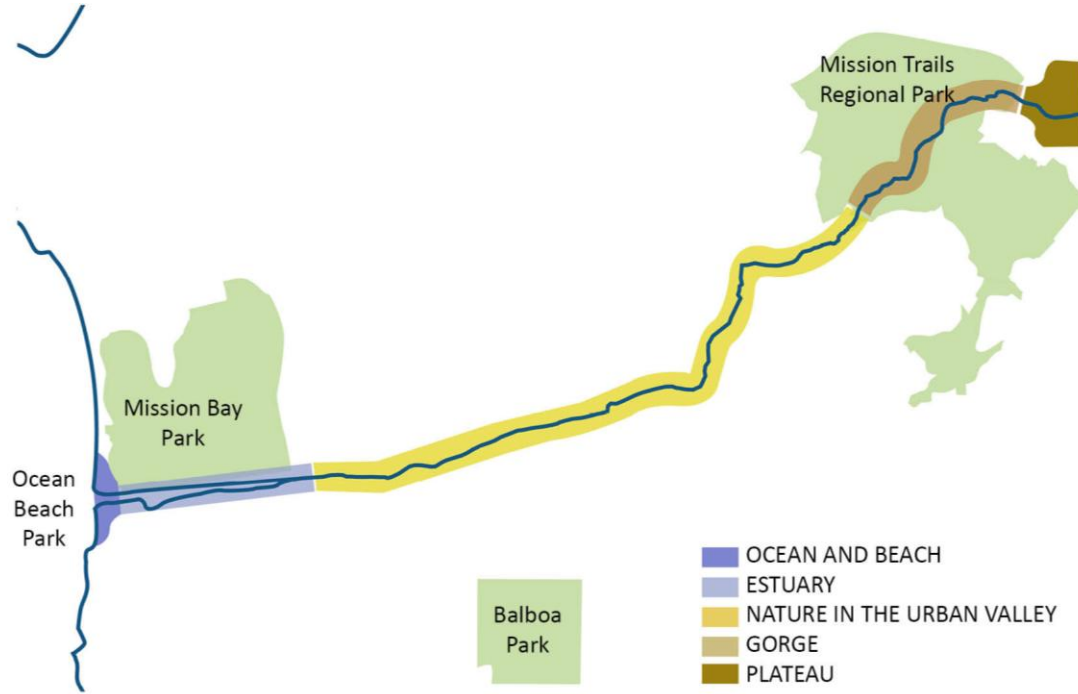 Mission Trails
Regional Park
Mission Bay
Park
Ocean
Beach
Park
Balboa
Park
OCEAN AND BEACH
ESTUARY
NATURE IN THE URBAN VALLEY
GORGE
PLATEAU